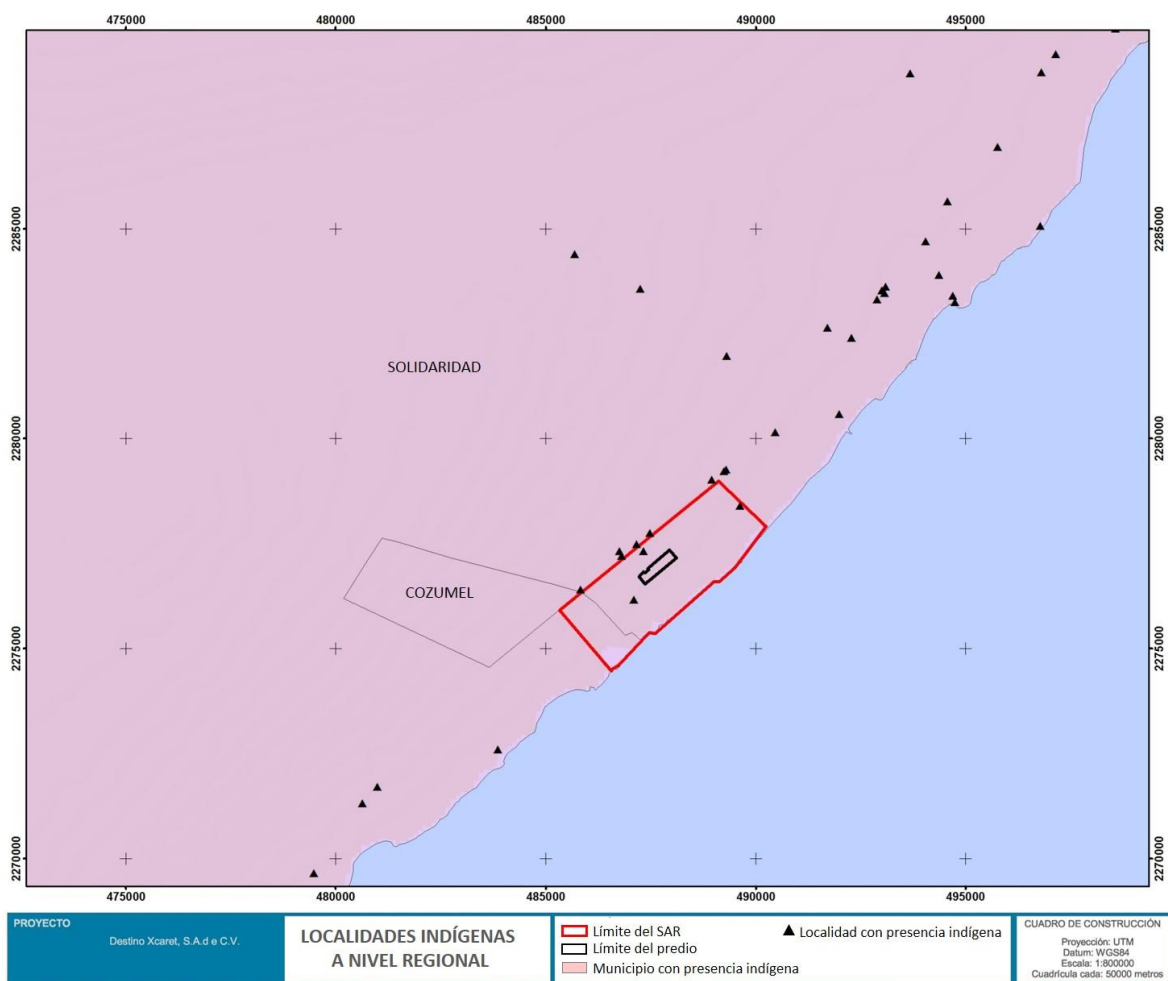 475000
480000
485000
490000
495000
2285000
2285000
SOLIDARIDAD
2280000
2280000
COZUMEL
2275000
2275000
2270000
2270000
475000
480000
485000
490000
495000
PROYECTO
Destino Xcaret, S.A.d e C.V.
LOCALIDADES INDÍGENAS
A NIVEL REGIONAL
Límite del SAR
Límite del predio
Municipio con presencia indígena
Localidad con presencia indígena
CUADRO DE CONSTRUCCIÓN
Proyección: UTM
Datum: WGS84
Escala: 1:800000
Cuadrícula cada: 50000 metros